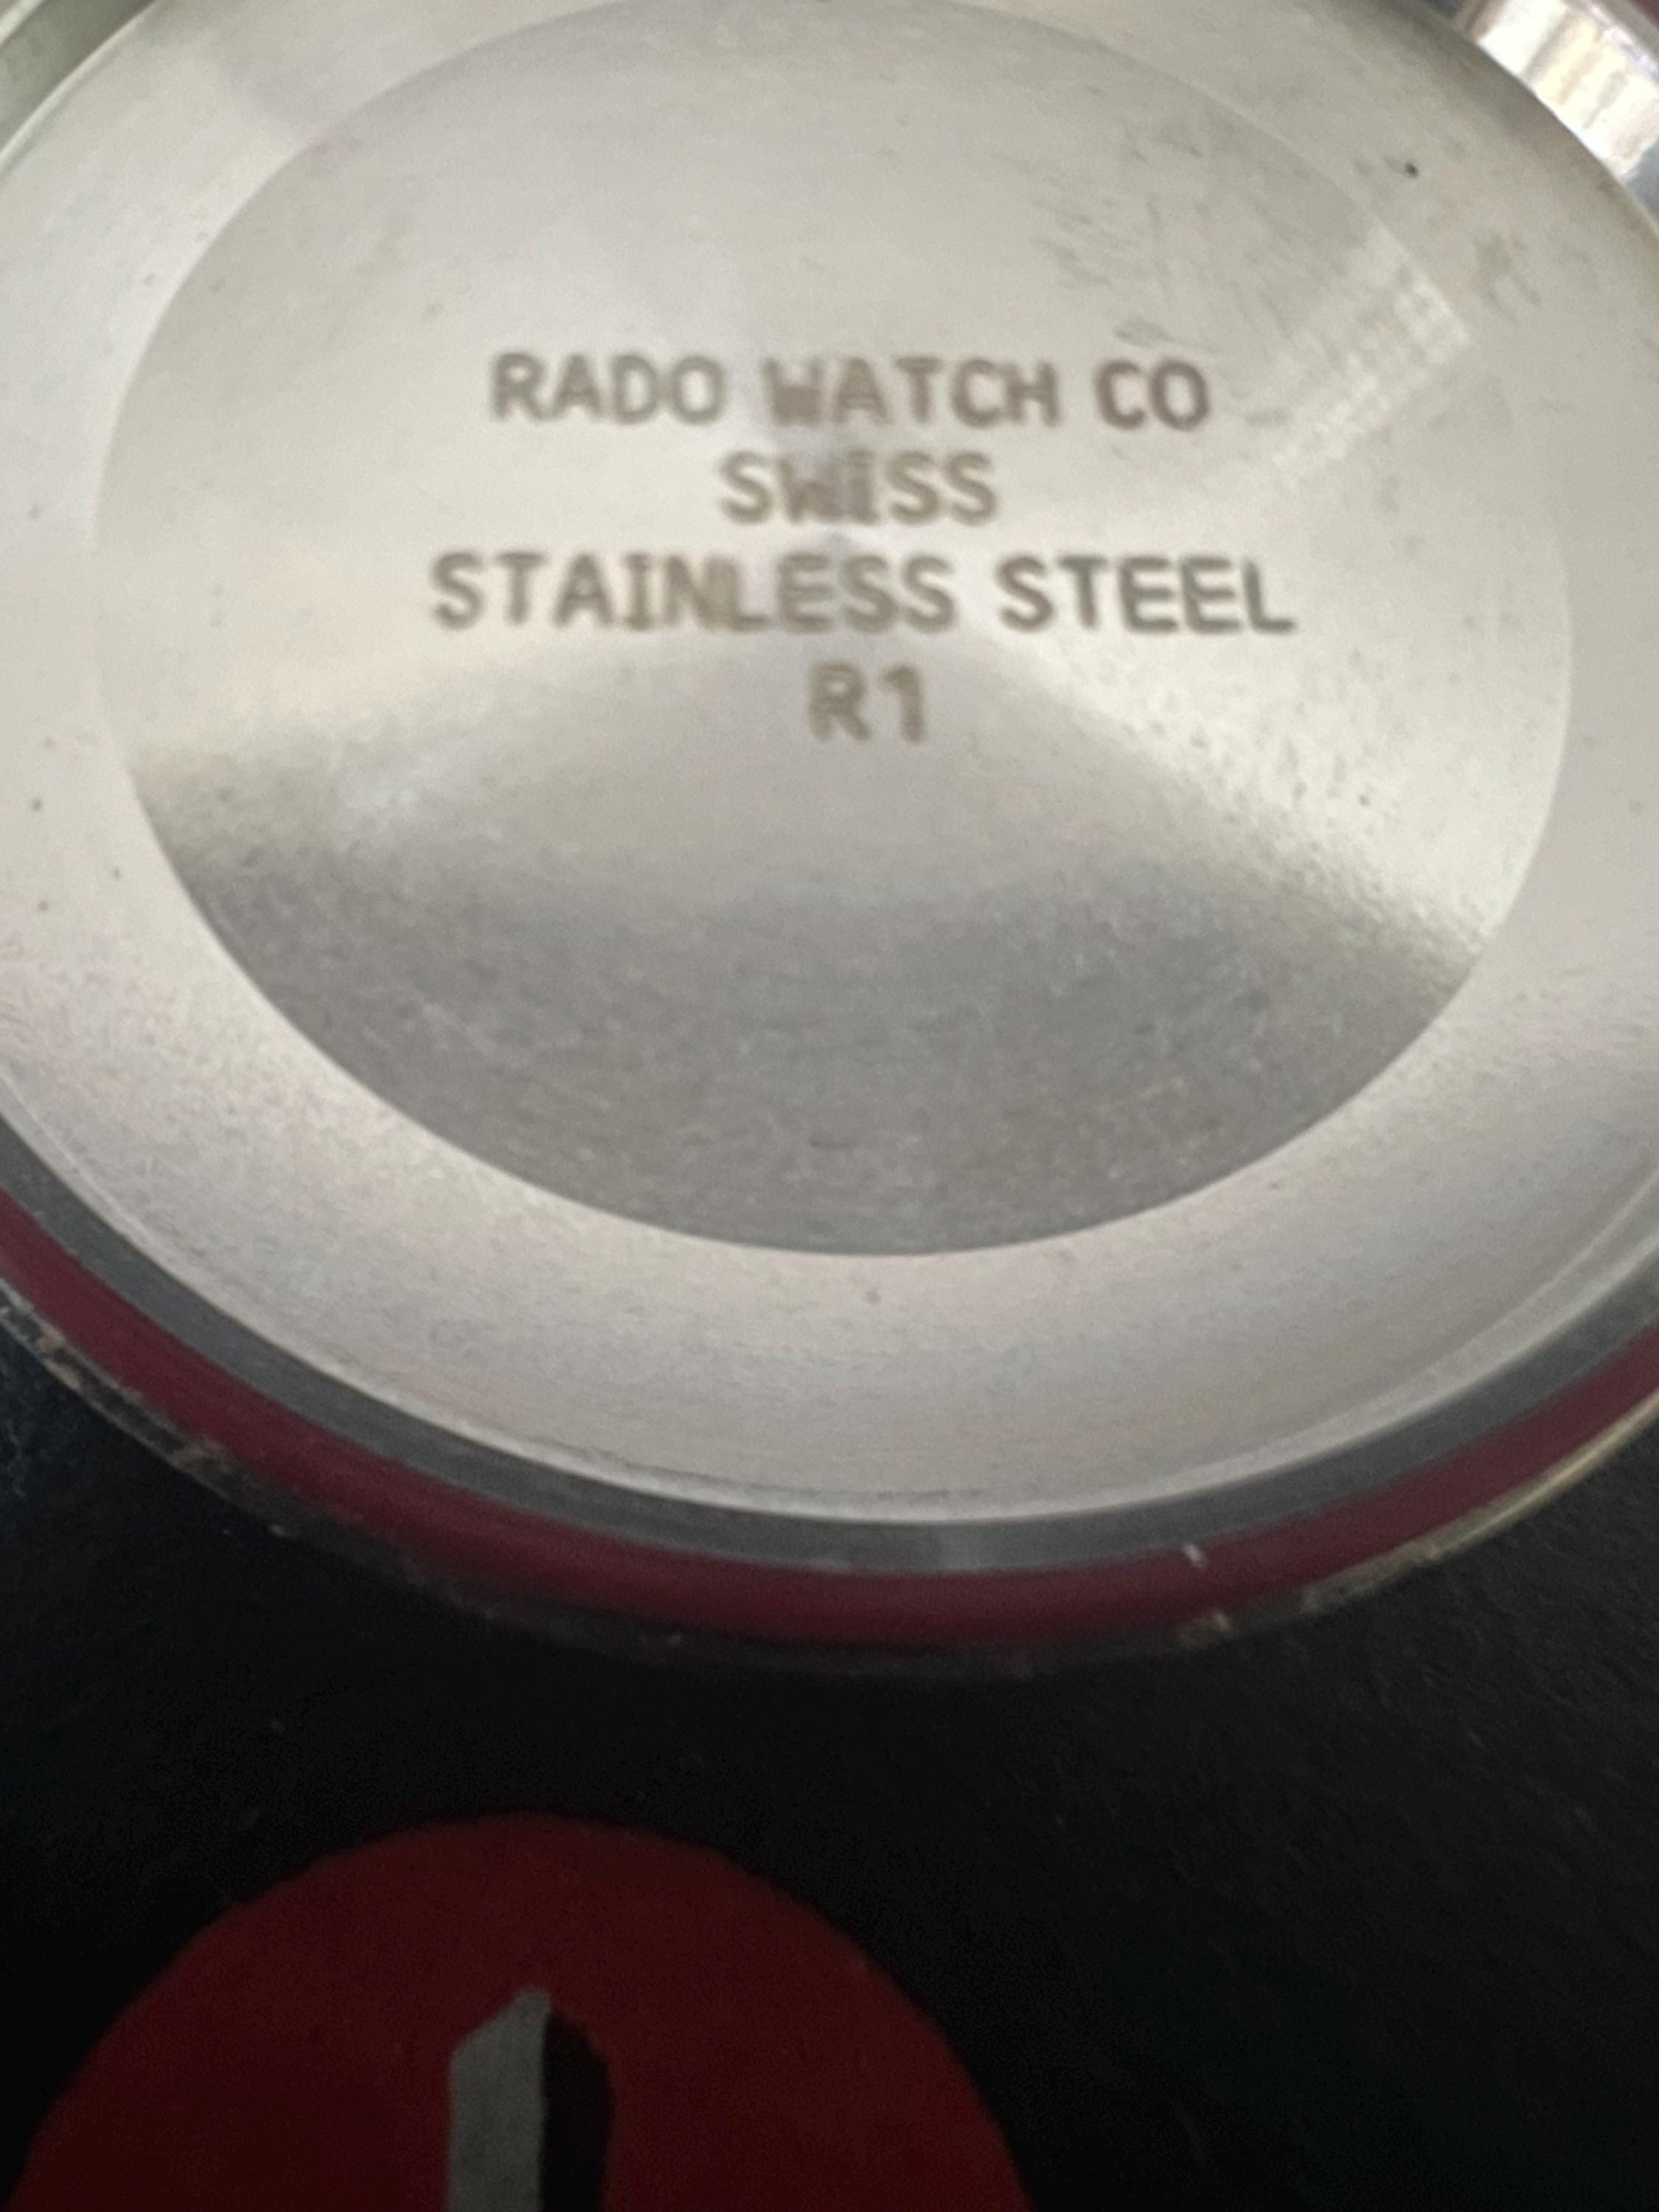 RADO WATCH CO
SWISS
STAINLESS STEEL
R1